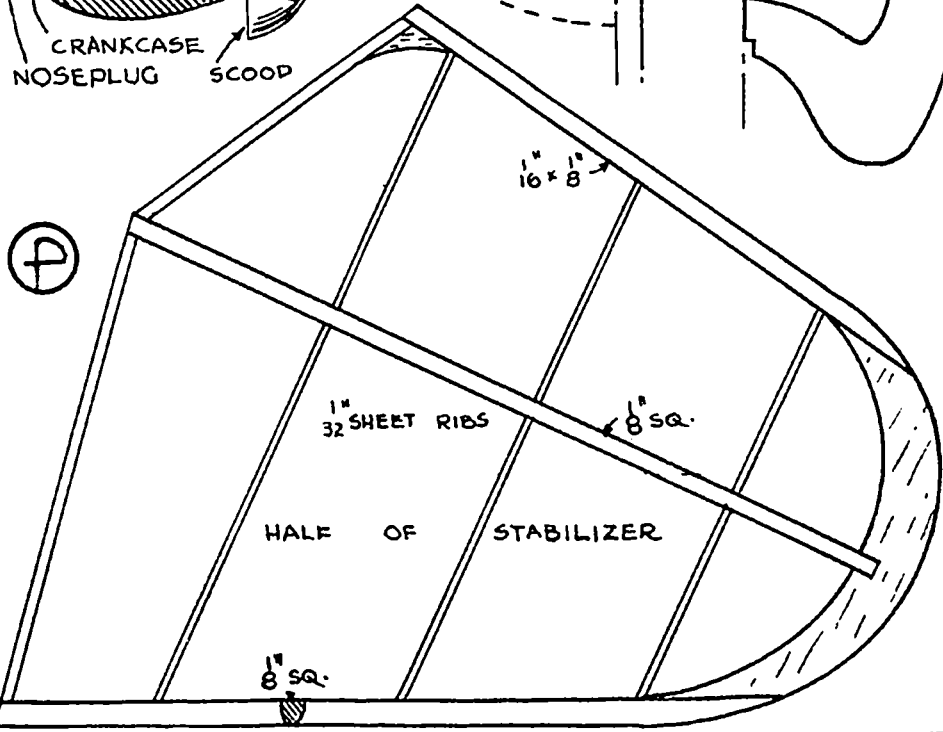 CRANKCASE
NOSEPLUG SCOOD
1"
16 x 1"
8
P
1"
32 SHEET RIBS
1"
8 SQ.
HALF OF STABILIZER
1"
8 SQ.